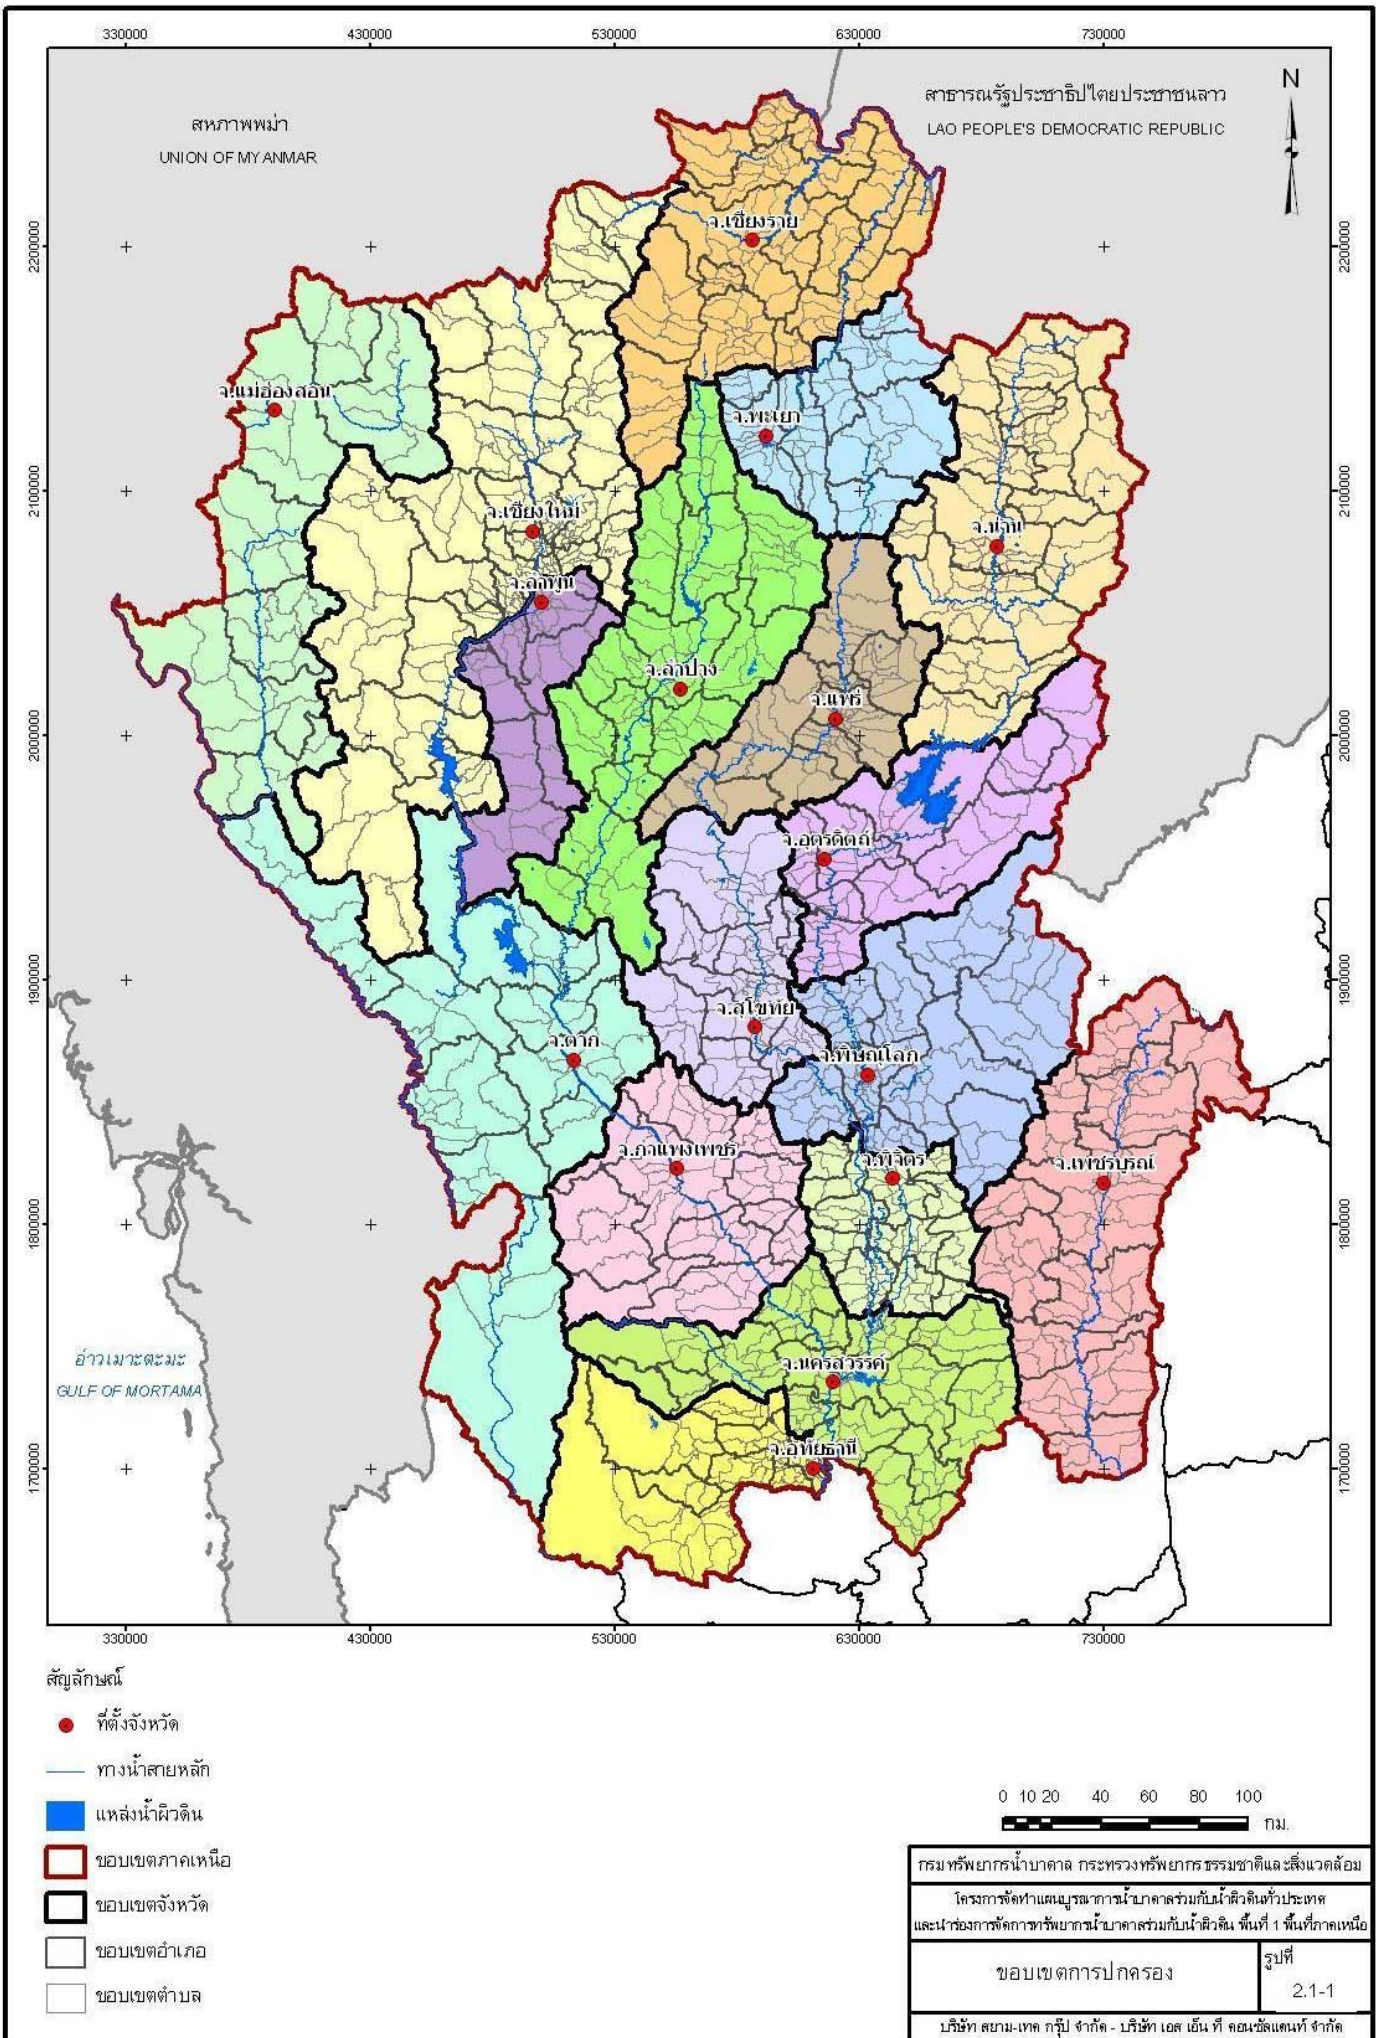 330000 430000 530000 630000 730000
สหภาพพม่า
UNION OF MYANMAR
สาธารณรัฐประชาธิปไตยประชาชนลาว
LAO PEOPLE'S DEMOCRATIC REPUBLIC
N
2200000 2200000
จ.เชียงราย
จ.แม่ฮ่องสอน
จ.พะเยา
2100000 2100000
จ.เชียงใหม่
จ.น่าน
จ.ลำพูน
จ.ลำปาง
จ.แพร่
2000000 2000000
จ.อุตรดิตถ์
1900000 1900000
จ.สุโขทัย
จ.ตาก
จ.พิษณุโลก
จ.กำแพงเพชร
จ.พิจิตร
จ.เพชรบูรณ์
1800000 1800000
อ่าวเมาะตะมะ
GULF OF MORTAMA
จ.นครสวรรค์
จ.อุทัยธานี
1700000 1700000
330000 430000 530000 630000 730000
สัญลักษณ์
ที่ตั้งจังหวัด
ทางน้ำสายหลัก
แหล่งน้ำผิวดิน
ขอบเขตภาคเหนือ
ขอบเขตจังหวัด
ขอบเขตอำเภอ
ขอบเขตตำบล
0 10 20 40 60 80 100
กม.
กรมทรัพยากรน้ำบาดาล กระทรวงทรัพยากรธรรมชาติและสิ่งแวดล้อม
โครงการจัดทำแผนบูรณาการน้ำบาดาลร่วมกับน้ำผิวดินทั่วประเทศ
และนำร่องการจัดการทรัพยากรน้ำบาดาลร่วมกับน้ำผิวดิน พื้นที่ 1 พื้นที่ภาคเหนือ
ขอบเขตการปกครอง
รูปที่
2.1-1
บริษัท สยาม-เทค กรุ๊ป จำกัด - บริษัท เอส เอ็น ที คอนซัลแตนท์ จำกัด